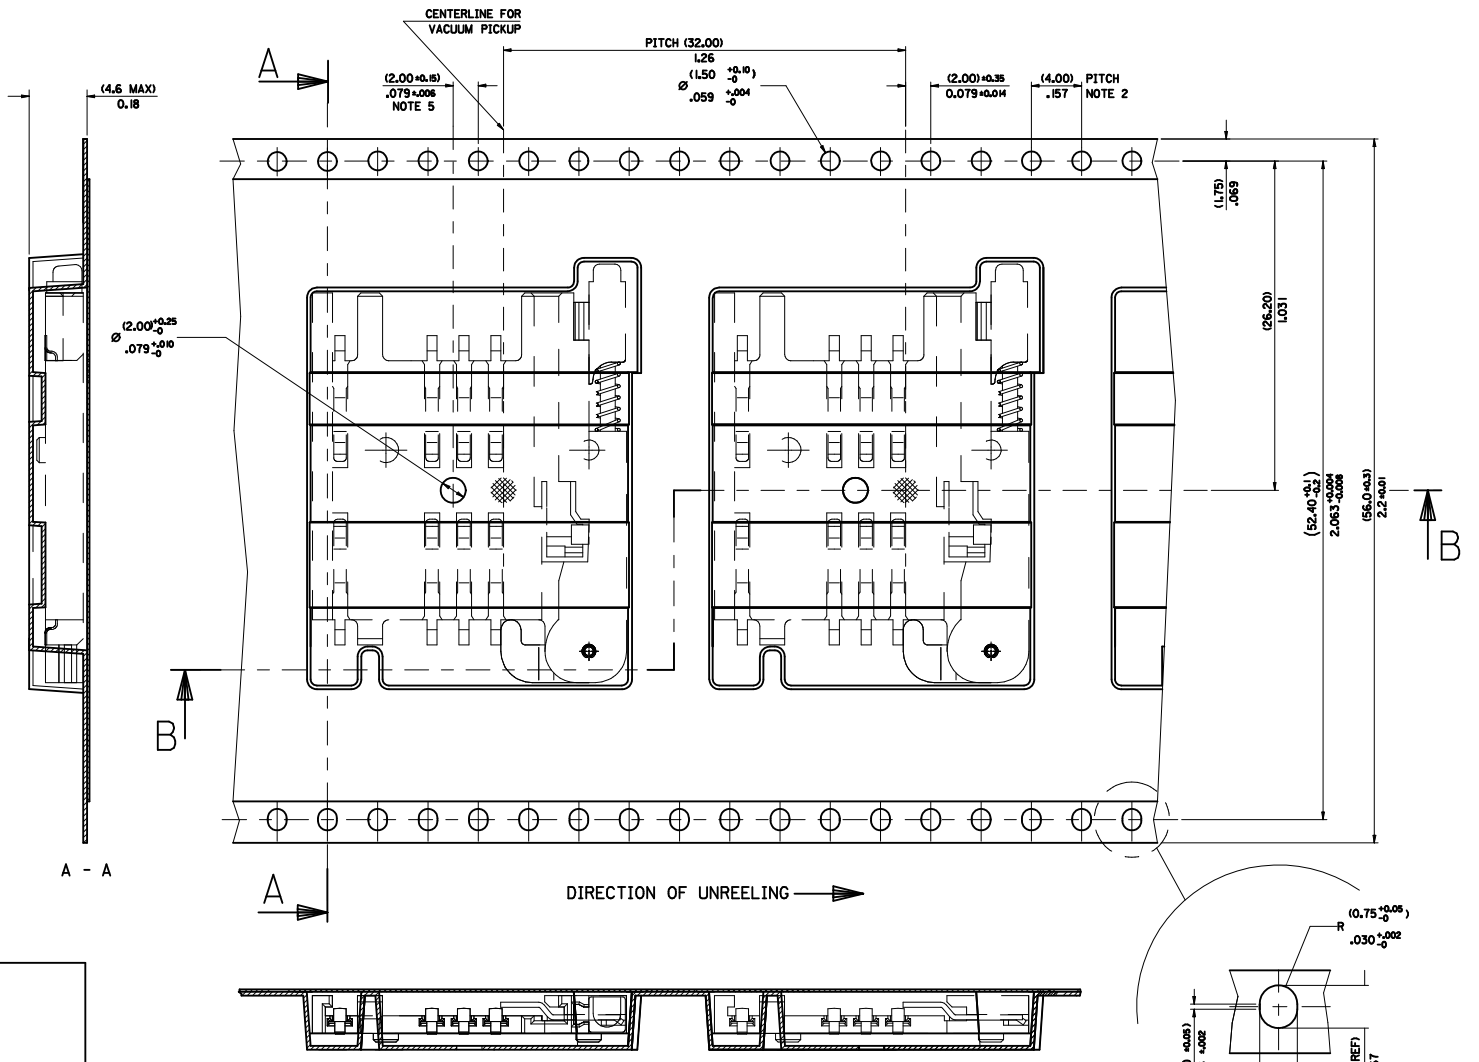 CENTERLINE FOR
VACUUM PICKUP
A
PITCH (32.00)
1.26
(4.6 MAX)
0.18
(2.00±0.15)
.079±.006
NOTE 5
Ø (1.50 +0.10 -0)
.059 +.004 -0
(2.00)±0.35
0.079±0.014
(4.00) PITCH
.157 NOTE 2
(1.75)
.069
(26.20)
1.031
Ø (2.00)+0.25 -0
.079+.010 -0
(52.40 +0.1 -0.2)
2.063 +0.004 -0.008
(56.0±0.3)
2.2±0.01
B
B
A - A
A
DIRECTION OF UNREELING
R (0.75 +0.05 -0)
.030 +.002 -0
±0.05)
±.002
REF)